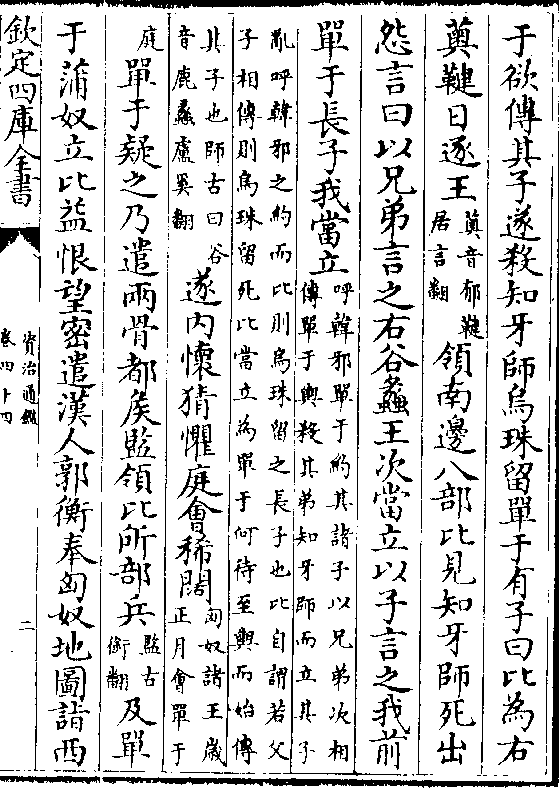 于欲傳其子遂殺知牙師烏珠留單于有子曰比為右
薁鞬日逐王薁音郁鞬居言翻領南邊八部比見知牙師死出
怨言曰以兄弟言之右谷蠡王次當立以子言之我前
單于長子我當立呼韓邪單于約其諸子以兄弟次相傳單于輿殺其弟知牙師而立其子
亂呼韓邪之約而比則烏珠留之長子也比自謂若父子相傳則烏珠留死比當立為單于何待至輿而始傳
其子也師古曰谷音鹿蠡盧奚翻遂內懷猜懼庭會稀闊匈奴諸王歲正月會單于
庭單于疑之乃遣兩骨都侯監領比所部兵監古銜翻及單
于蒲奴立比益恨望密遣漢人郭衡奉匈奴地圖詣西
欽定四庫全書
資治通鑑
卷四十四
二